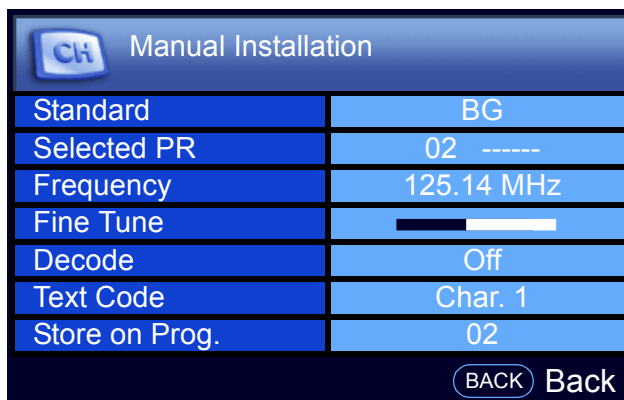 CH Manual Installation
Standard BG
Selected PR 02 ------
Frequency 125.14 MHz
Fine Tune
Decode Off
Text Code Char. 1
Store on Prog. 02
BACK Back